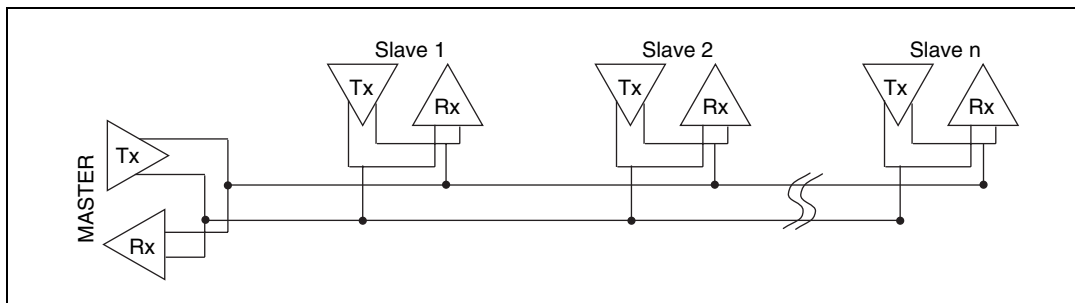 Slave 1
Slave 2
Slave n
Tx
Rx
Tx
Rx
Tx
Rx
MASTER
Tx
Rx